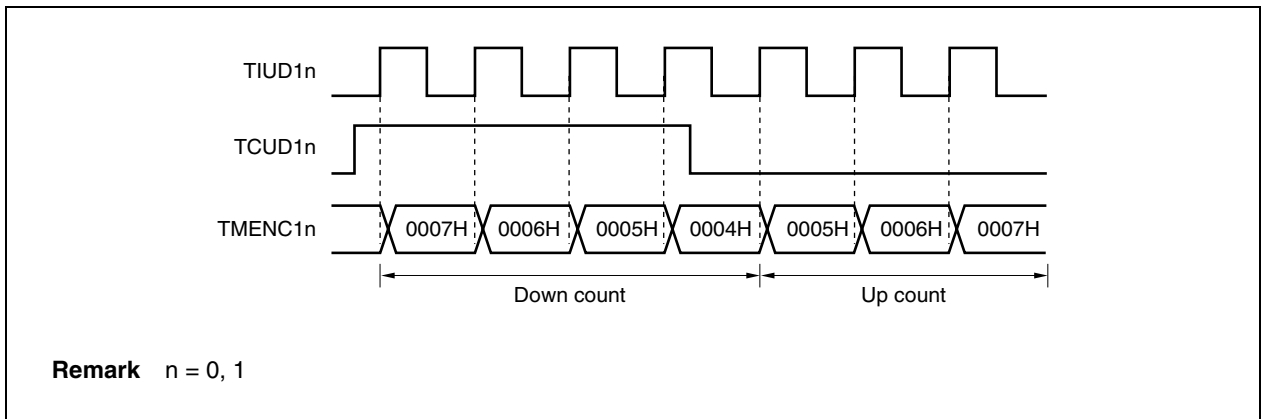 TIUD1n
TCUD1n
TMENC1n 0007H 0006H 0005H 0004H 0005H 0006H 0007H
Down count Up count
Remark n = 0, 1